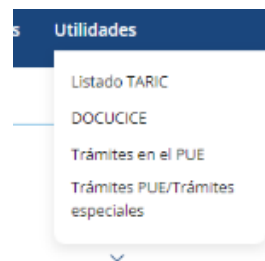 s Utilidades
Listado TARIC
DOCUCICE
Trámites en el PUE
Trámites PUE/Trámites
especiales